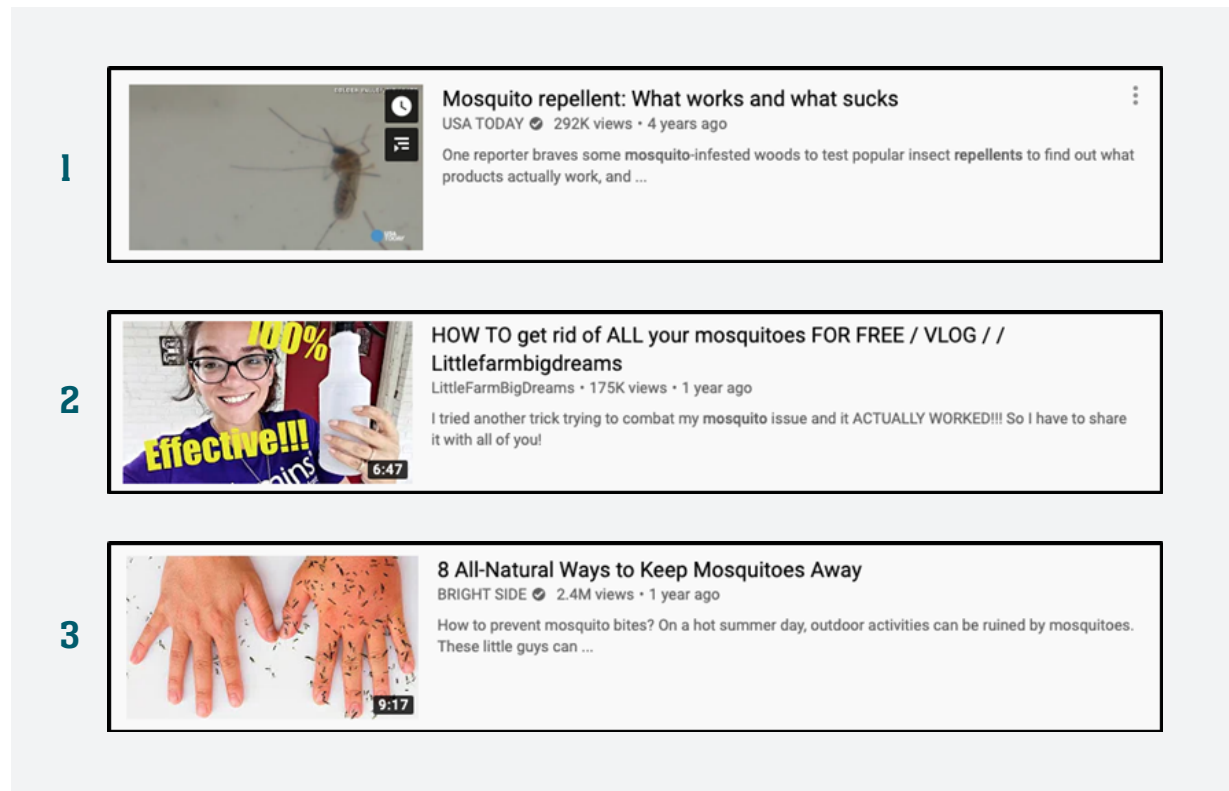 1
Mosquito repellent: What works and what sucks
USA TODAY 292K views • 4 years ago
One reporter braves some mosquito-infested woods to test popular insect repellents to find out what
products actually work, and ...
USA
TODAY
2
100%
Effective!!!
6:47
HOW TO get rid of ALL your mosquitoes FOR FREE / VLOG / /
Littlefarmbigdreams
LittleFarmBigDreams • 175K views • 1 year ago
I tried another trick trying to combat my mosquito issue and it ACTUALLY WORKED!!! So I have to share
it with all of you!
3
9:17
8 All-Natural Ways to Keep Mosquitoes Away
BRIGHT SIDE 2.4M views • 1 year ago
How to prevent mosquito bites? On a hot summer day, outdoor activities can be ruined by mosquitoes.
These little guys can ...